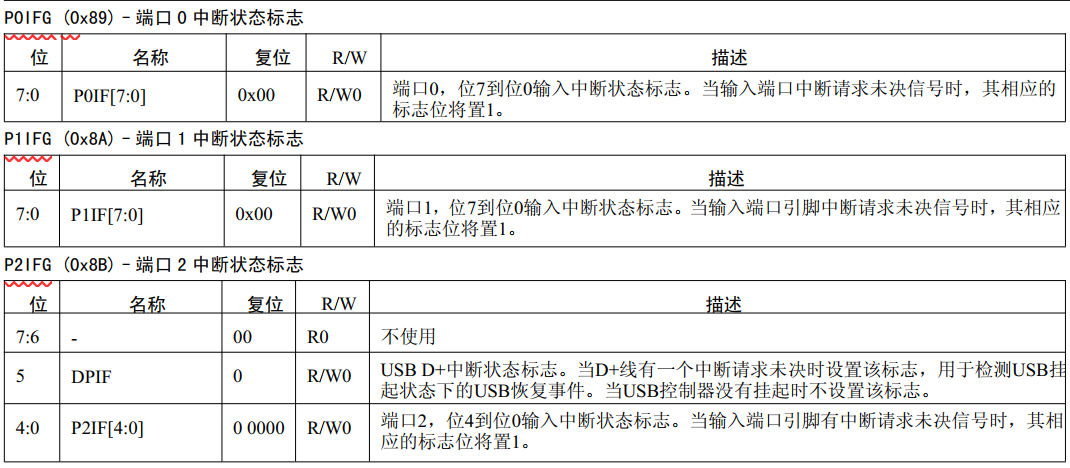 P0IFG (0x89) - 端口 0 中断状态标志
位 名称 复位 R/W 描述
7:0 P0IF[7:0] 0x00 R/W0 端口0，位7到位0输入中断状态标志。当输入端口中断请求未决信号时，其相应的
标志位将置1。
P1IFG (0x8A) - 端口 1 中断状态标志
位 名称 复位 R/W 描述
7:0 P1IF[7:0] 0x00 R/W0 端口1，位7到位0输入中断状态标志。当输入端口引脚中断请求未决信号时，其相应
的标志位将置1。
P2IFG (0x8B) - 端口 2 中断状态标志
位 名称 复位 R/W 描述
7:6 - 00 R0 不使用
5 DPIF 0 R/W0 USB D+中断状态标志。当D+线有一个中断请求未决时设置该标志，用于检测USB挂
起状态下的USB恢复事件。当USB控制器没有挂起时不设置该标志。
4:0 P2IF[4:0] 0 0000 R/W0 端口2，位4到位0输入中断状态标志。当输入端口引脚有中断请求未决信号时，其相
应的标志位将置1。